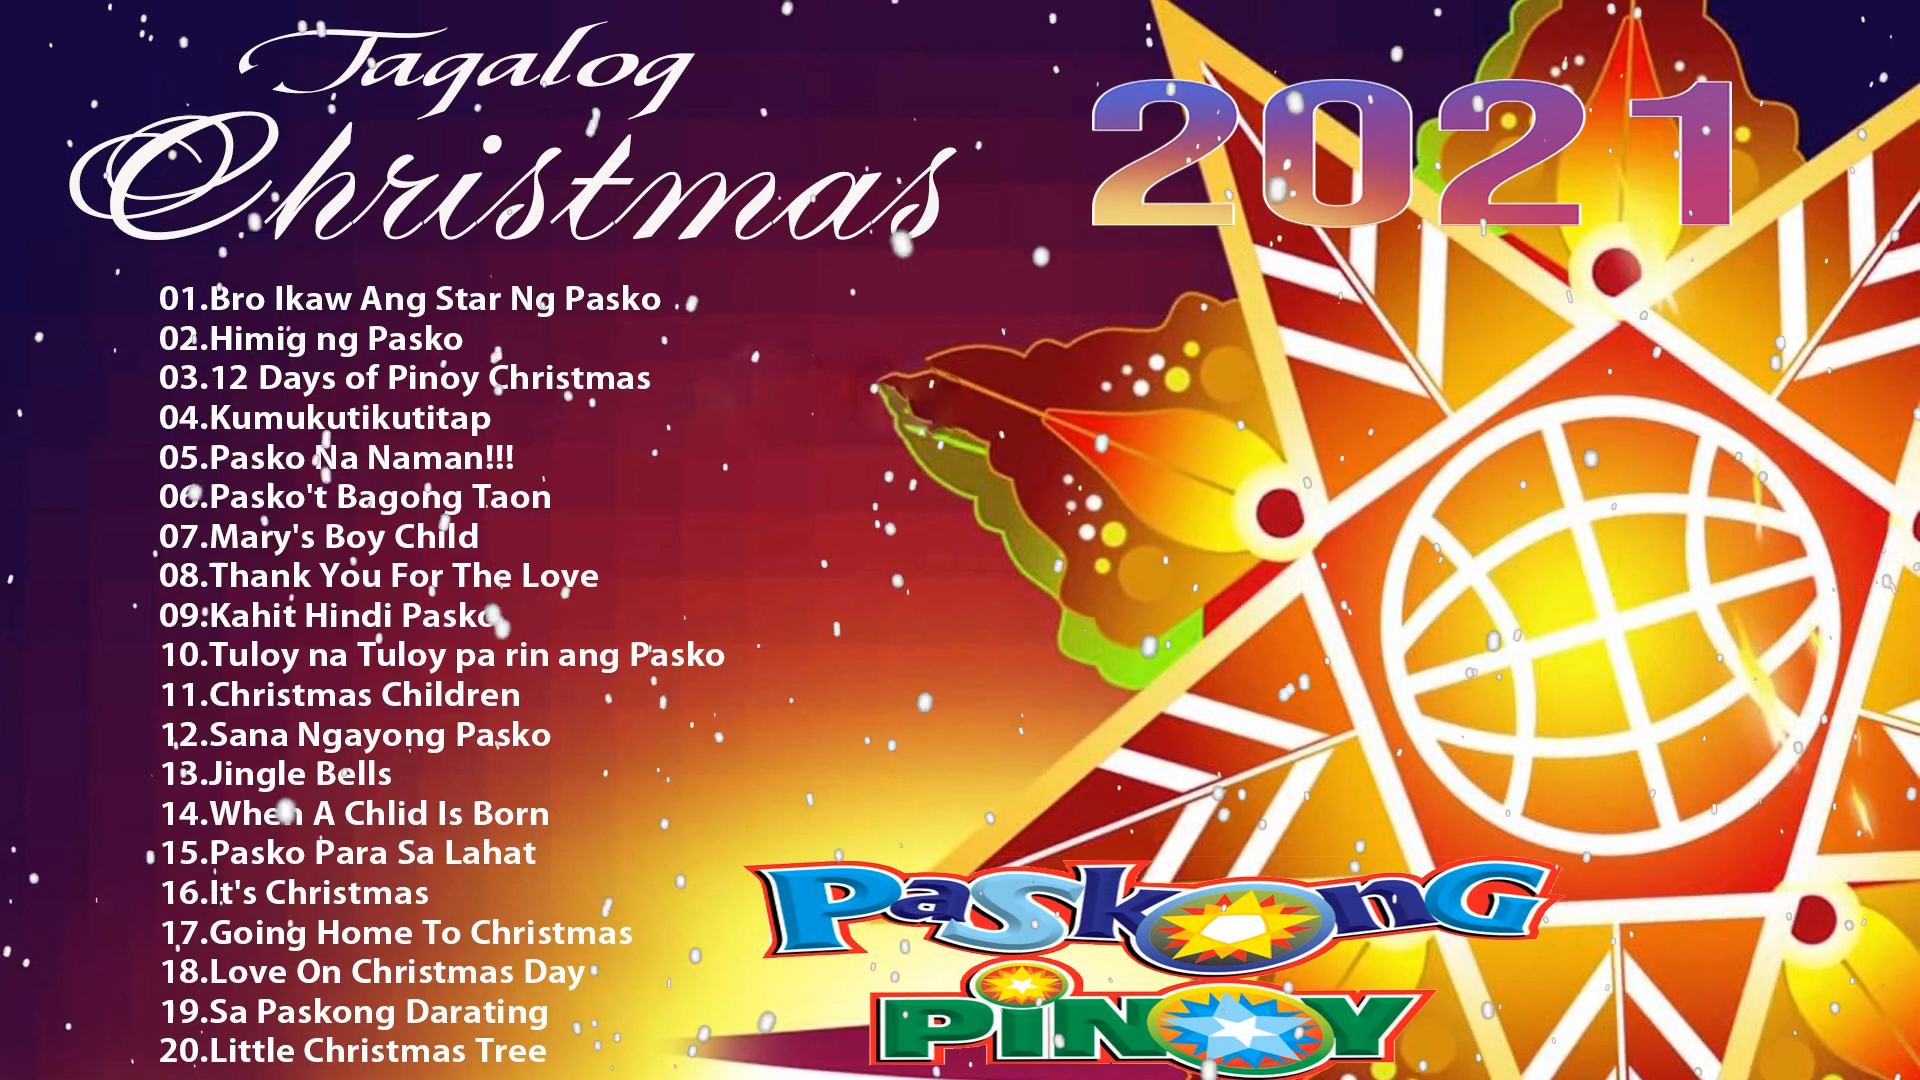 Tagalog
Christmas
2021
01.Bro Ikaw Ang Star Ng Pasko
02.Himig ng Pasko
03.12 Days of Pinoy Christmas
04.Kumukutikutitap
05.Pasko Na Naman!!!
06.Pasko't Bagong Taon
07.Mary's Boy Child
08.Thank You For The Love
09.Kahit Hindi Pasko
10.Tuloy na Tuloy pa rin ang Pasko
11.Christmas Children
12.Sana Ngayong Pasko
13.Jingle Bells
14.When A Chlid Is Born
15.Pasko Para Sa Lahat
16.It's Christmas
17.Going Home To Christmas
18.Love On Christmas Day
19.Sa Paskong Darating
20.Little Christmas Tree
PaSkonG
PiNOY